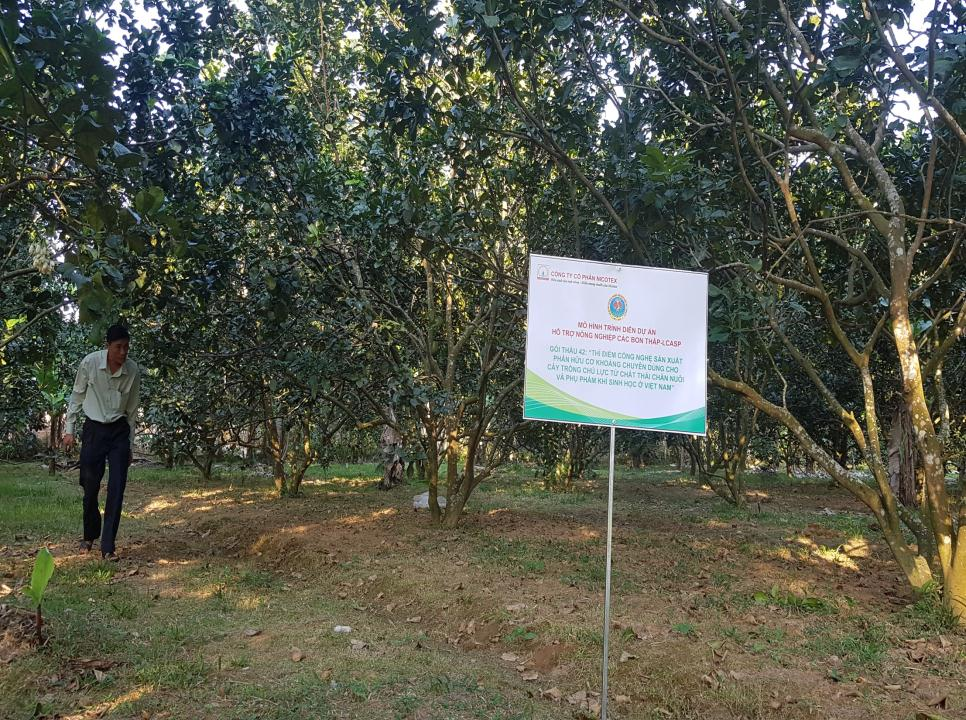 CÔNG TY CỔ PHẦN NICOTEX
MÔ HÌNH TRÌNH DIỄN DỰ ÁN
HỖ TRỢ NÔNG NGHIỆP CÁC BON THẤP-LCASP
GÓI THẦU 42: "THÍ ĐIỂM CÔNG NGHỆ SẢN XUẤT
PHÂN HỮU CƠ KHOÁNG CHUYÊN DÙNG CHO
CÂY TRỒNG CHỦ LỰC TỪ CHẤT THẢI CHĂN NUÔI
VÀ PHỤ PHẨM KHÍ SINH HỌC Ở VIỆT NAM"